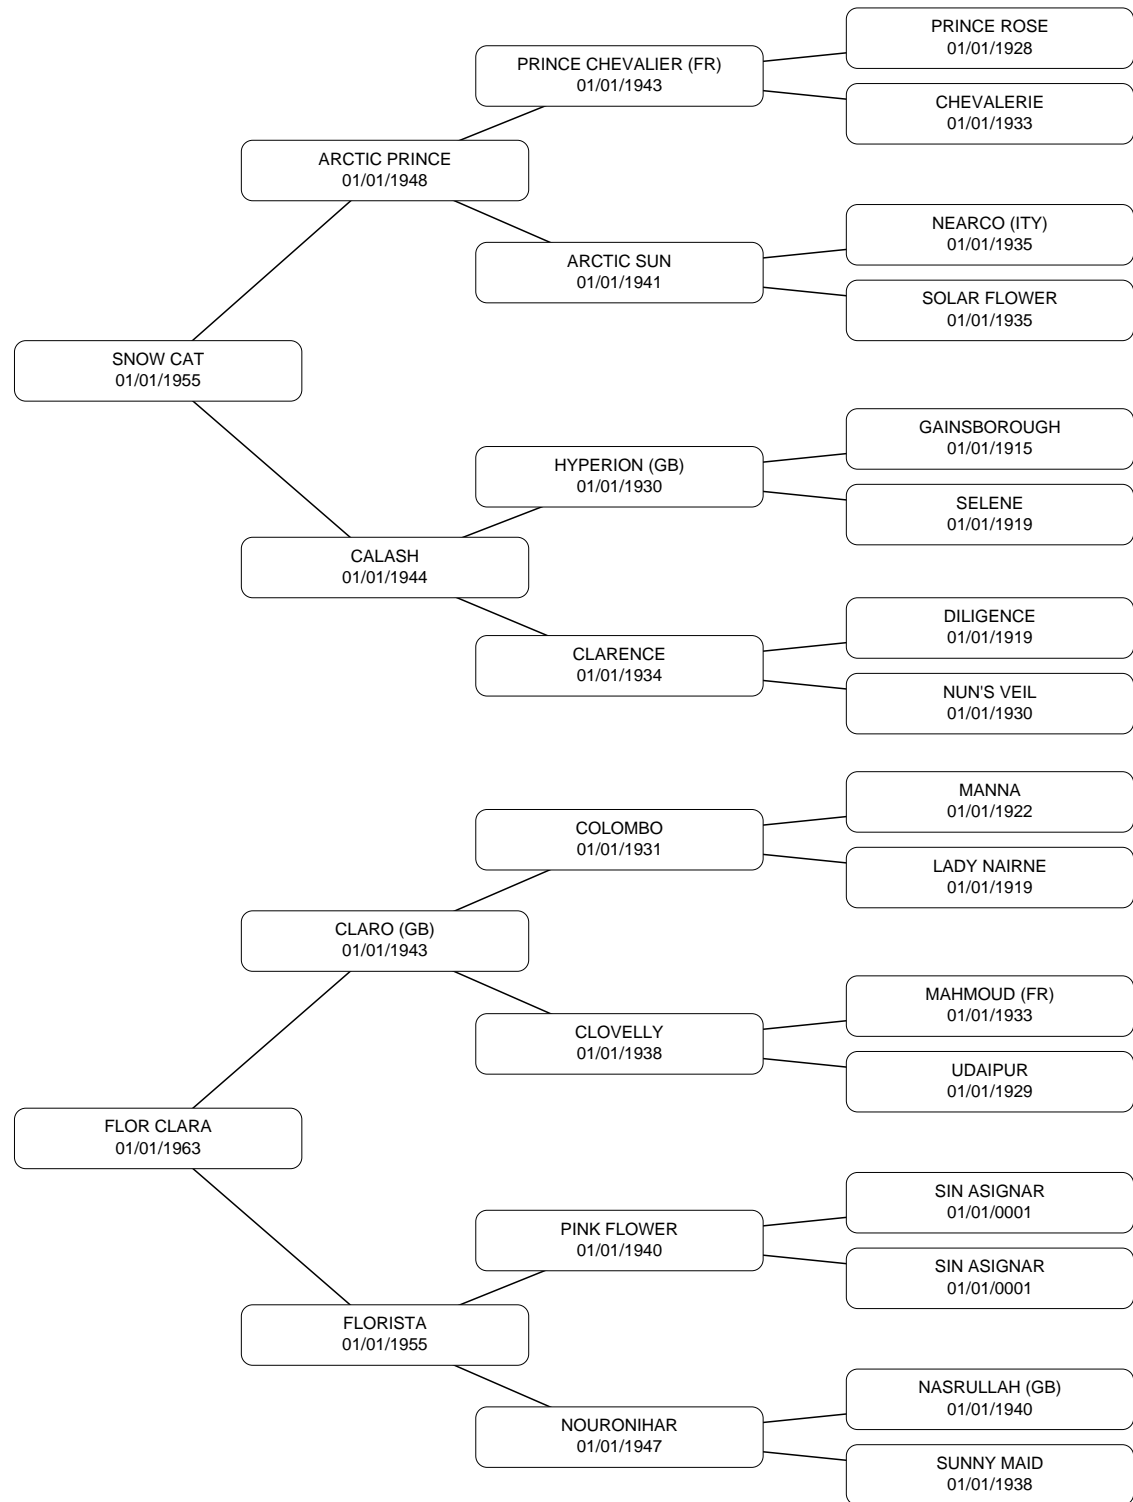 PRINCE ROSE
01/01/1928
PRINCE CHEVALIER (FR)
01/01/1943
CHEVALERIE
01/01/1933
ARCTIC PRINCE
01/01/1948
NEARCO (ITY)
01/01/1935
ARCTIC SUN
01/01/1941
SOLAR FLOWER
01/01/1935
SNOW CAT
01/01/1955
GAINSBOROUGH
01/01/1915
HYPERION (GB)
01/01/1930
SELENE
01/01/1919
CALASH
01/01/1944
DILIGENCE
01/01/1919
CLARENCE
01/01/1934
NUN'S VEIL
01/01/1930
MANNA
01/01/1922
COLOMBO
01/01/1931
LADY NAIRNE
01/01/1919
CLARO (GB)
01/01/1943
MAHMOUD (FR)
01/01/1933
CLOVELLY
01/01/1938
UDAIPUR
01/01/1929
FLOR CLARA
01/01/1963
SIN ASIGNAR
01/01/0001
PINK FLOWER
01/01/1940
SIN ASIGNAR
01/01/0001
FLORISTA
01/01/1955
NASRULLAH (GB)
01/01/1940
NOURONIHAR
01/01/1947
SUNNY MAID
01/01/1938